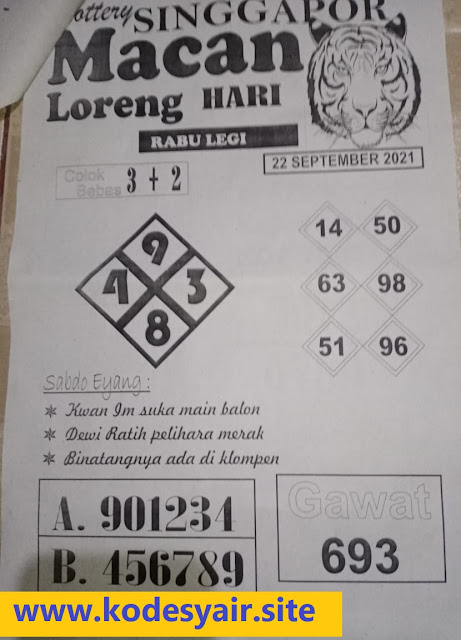 Lottery SINGGAPOR
Macan
Loreng HARI
RABU LEGI
22 SEPTEMBER 2021
Colok
Bebas 3 + 2
9
4 3
8
14 50
63 98
51 96
Sabdo Eyang :
✴ Kwan Im suka main balon
✴ Dewi Ratih pelihara merak
✴ Binatangnya ada di klompen
A. 901234
B. 456789
Gawat
693
www.kodesyair.site